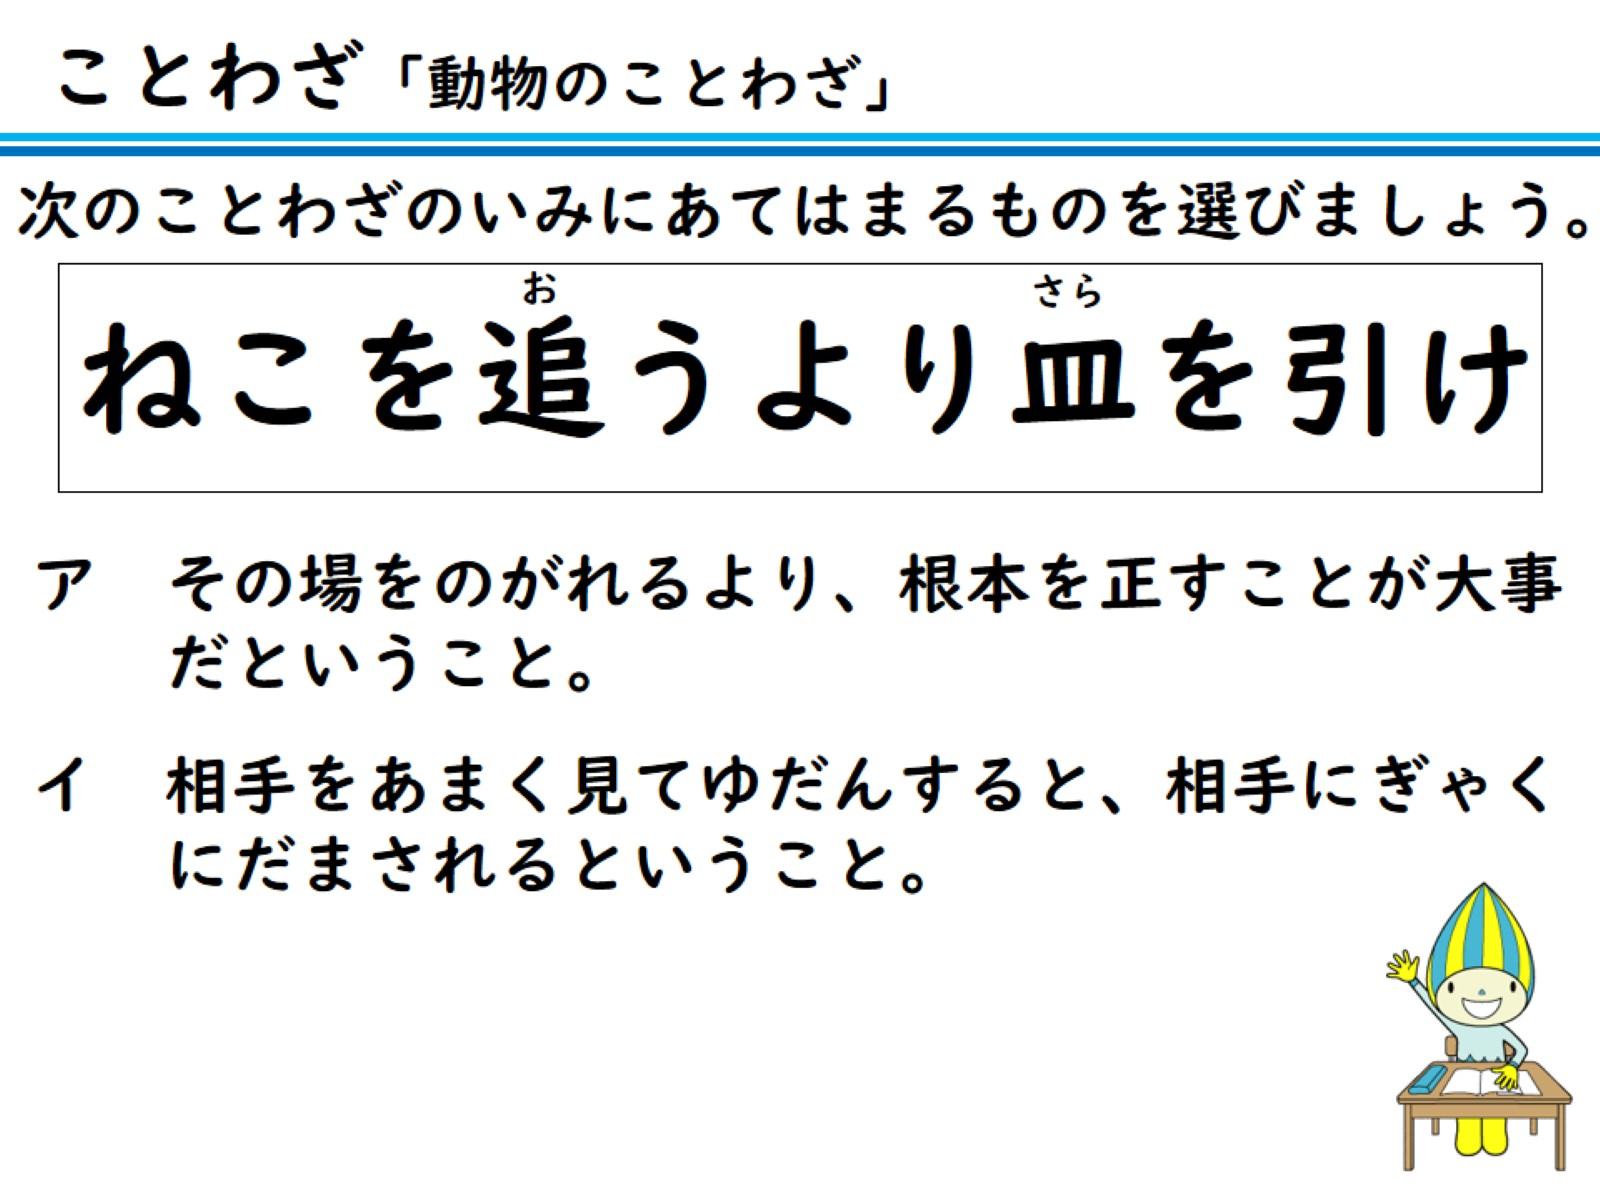 ことわざ「動物のことわざ」
次のことわざのいみにあてはまるものを選びましょう。
お さら
ねこを追うより皿を引け
ア その場をのがれるより、根本を正すことが大事
だということ。
イ 相手をあまく見てゆだんすると、相手にぎゃく
にだまされるということ。